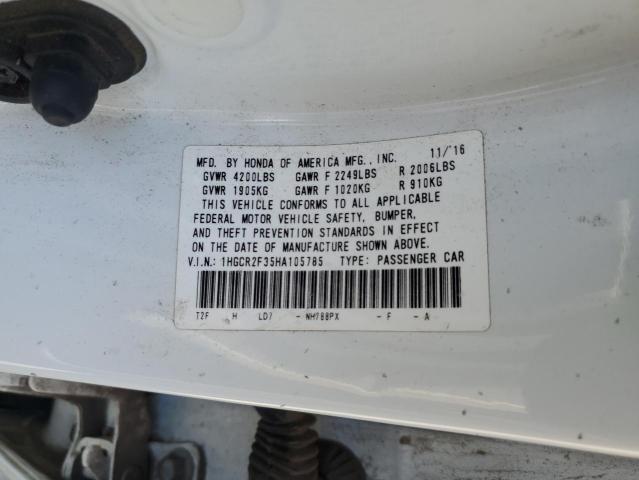 MFD. BY HONDA OF AMERICA MFG., INC. 11/'16
GVWR 4200LBS GAWR F 2249LBS R 2006LBS
GVWR 1905KG GAWR F 1020KG R 910KG
THIS VEHICLE CONFORMS TO ALL APPLICABLE
FEDERAL MOTOR VEHICLE SAFETY, BUMPER,
AND THEFT PREVENTION STANDARDS IN EFFECT
ON THE DATE OF MANUFACTURE SHOWN ABOVE.
V.I.N.: 1HGCR2F35HA105785 TYPE: PASSENGER CAR
T2F H LD7 - NH788PX - F - A